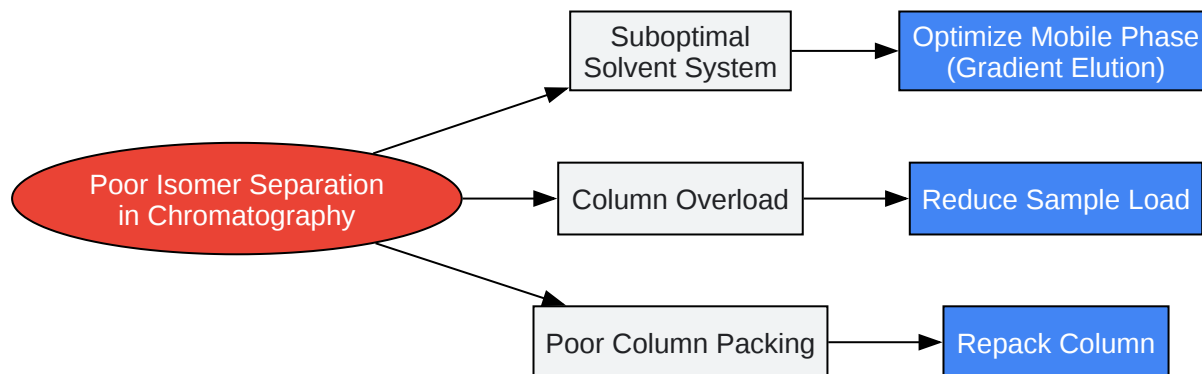 Poor Isomer Separation
in Chromatography
Suboptimal
Solvent System
Optimize Mobile Phase
(Gradient Elution)
Column Overload
Reduce Sample Load
Poor Column Packing
Repack Column